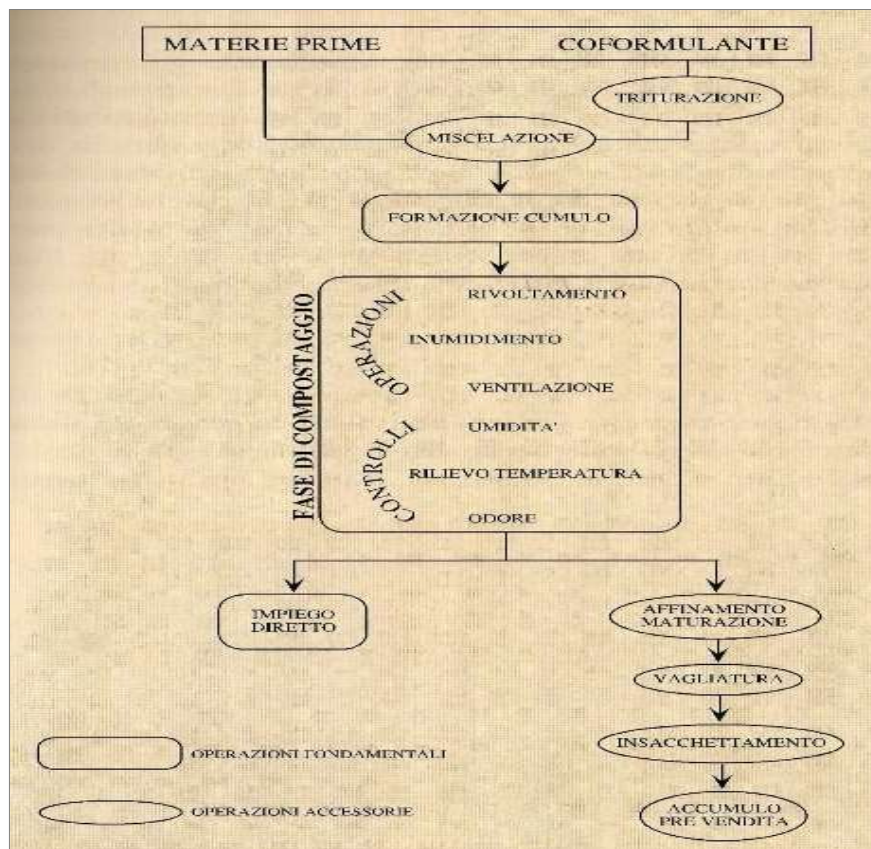 MATERIE PRIME COFORMULANTE
TRITURAZIONE
MISCELAZIONE
FORMAZIONE CUMULO
FASE DI COMPOSTAGGIO
OPERAZIONI
RIVOLTAMENTO
INUMIDIMENTO
VENTILAZIONE
CONTROLLI
UMIDITA'
RILIEVO TEMPERATURA
ODORE
IMPIEGO
DIRETTO
AFFINAMENTO
MATURAZIONE
VAGLIATURA
INSACCHETTAMENTO
ACCUMULO
PRE VENDITA
OPERAZIONI FONDAMENTALI
OPERAZIONI ACCESSORIE